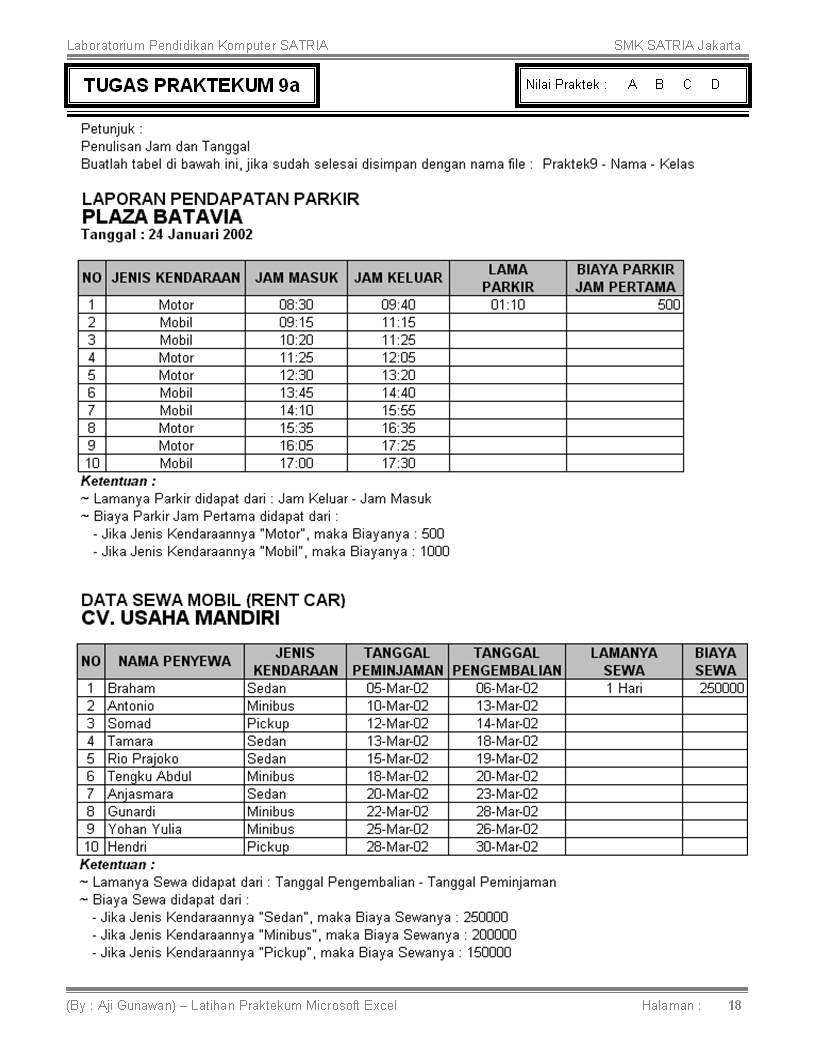 Laboratorium Pendidikan Komputer SATRIA SMK SATRIA Jakarta
TUGAS PRAKTEKUM 9a Nilai Praktek : A B C D
Petunjuk :
Penulisan Jam dan Tanggal
Buatlah tabel di bawah ini, jika sudah selesai disimpan dengan nama file : Praktek9 - Nama - Kelas
LAPORAN PENDAPATAN PARKIR
PLAZA BATAVIA
Tanggal : 24 Januari 2002
NO JENIS KENDARAAN JAM MASUK JAM KELUAR LAMA PARKIR BIAYA PARKIR JAM PERTAMA
1 Motor 08:30 09:40 01:10 500
2 Mobil 09:15 11:15
3 Mobil 10:20 11:25
4 Motor 11:25 12:05
5 Motor 12:30 13:20
6 Mobil 13:45 14:40
7 Mobil 14:10 15:55
8 Motor 15:35 16:35
9 Motor 16:05 17:25
10 Mobil 17:00 17:30
Ketentuan :
~ Lamanya Parkir didapat dari : Jam Keluar - Jam Masuk
~ Biaya Parkir Jam Pertama didapat dari :
- Jika Jenis Kendaraannya "Motor", maka Biayanya : 500
- Jika Jenis Kendaraannya "Mobil", maka Biayanya : 1000
DATA SEWA MOBIL (RENT CAR)
CV. USAHA MANDIRI
NO NAMA PENYEWA JENIS KENDARAAN TANGGAL PEMINJAMAN TANGGAL PENGEMBALIAN LAMANYA SEWA BIAYA SEWA
1 Braham Sedan 05-Mar-02 06-Mar-02 1 Hari 250000
2 Antonio Minibus 10-Mar-02 13-Mar-02
3 Somad Pickup 12-Mar-02 14-Mar-02
4 Tamara Sedan 13-Mar-02 18-Mar-02
5 Rio Prajoko Sedan 15-Mar-02 19-Mar-02
6 Tengku Abdul Minibus 18-Mar-02 20-Mar-02
7 Anjasmara Sedan 20-Mar-02 23-Mar-02
8 Gunardi Minibus 22-Mar-02 28-Mar-02
9 Yohan Yulia Minibus 25-Mar-02 26-Mar-02
10 Hendri Pickup 28-Mar-02 30-Mar-02
Ketentuan :
~ Lamanya Sewa didapat dari : Tanggal Pengembalian - Tanggal Peminjaman
~ Biaya Sewa didapat dari :
- Jika Jenis Kendaraannya "Sedan", maka Biaya Sewanya : 250000
- Jika Jenis Kendaraannya "Minibus", maka Biaya Sewanya : 200000
- Jika Jenis Kendaraannya "Pickup", maka Biaya Sewanya : 150000
(By : Aji Gunawan) – Latihan Praktekum Microsoft Excel Halaman : 18